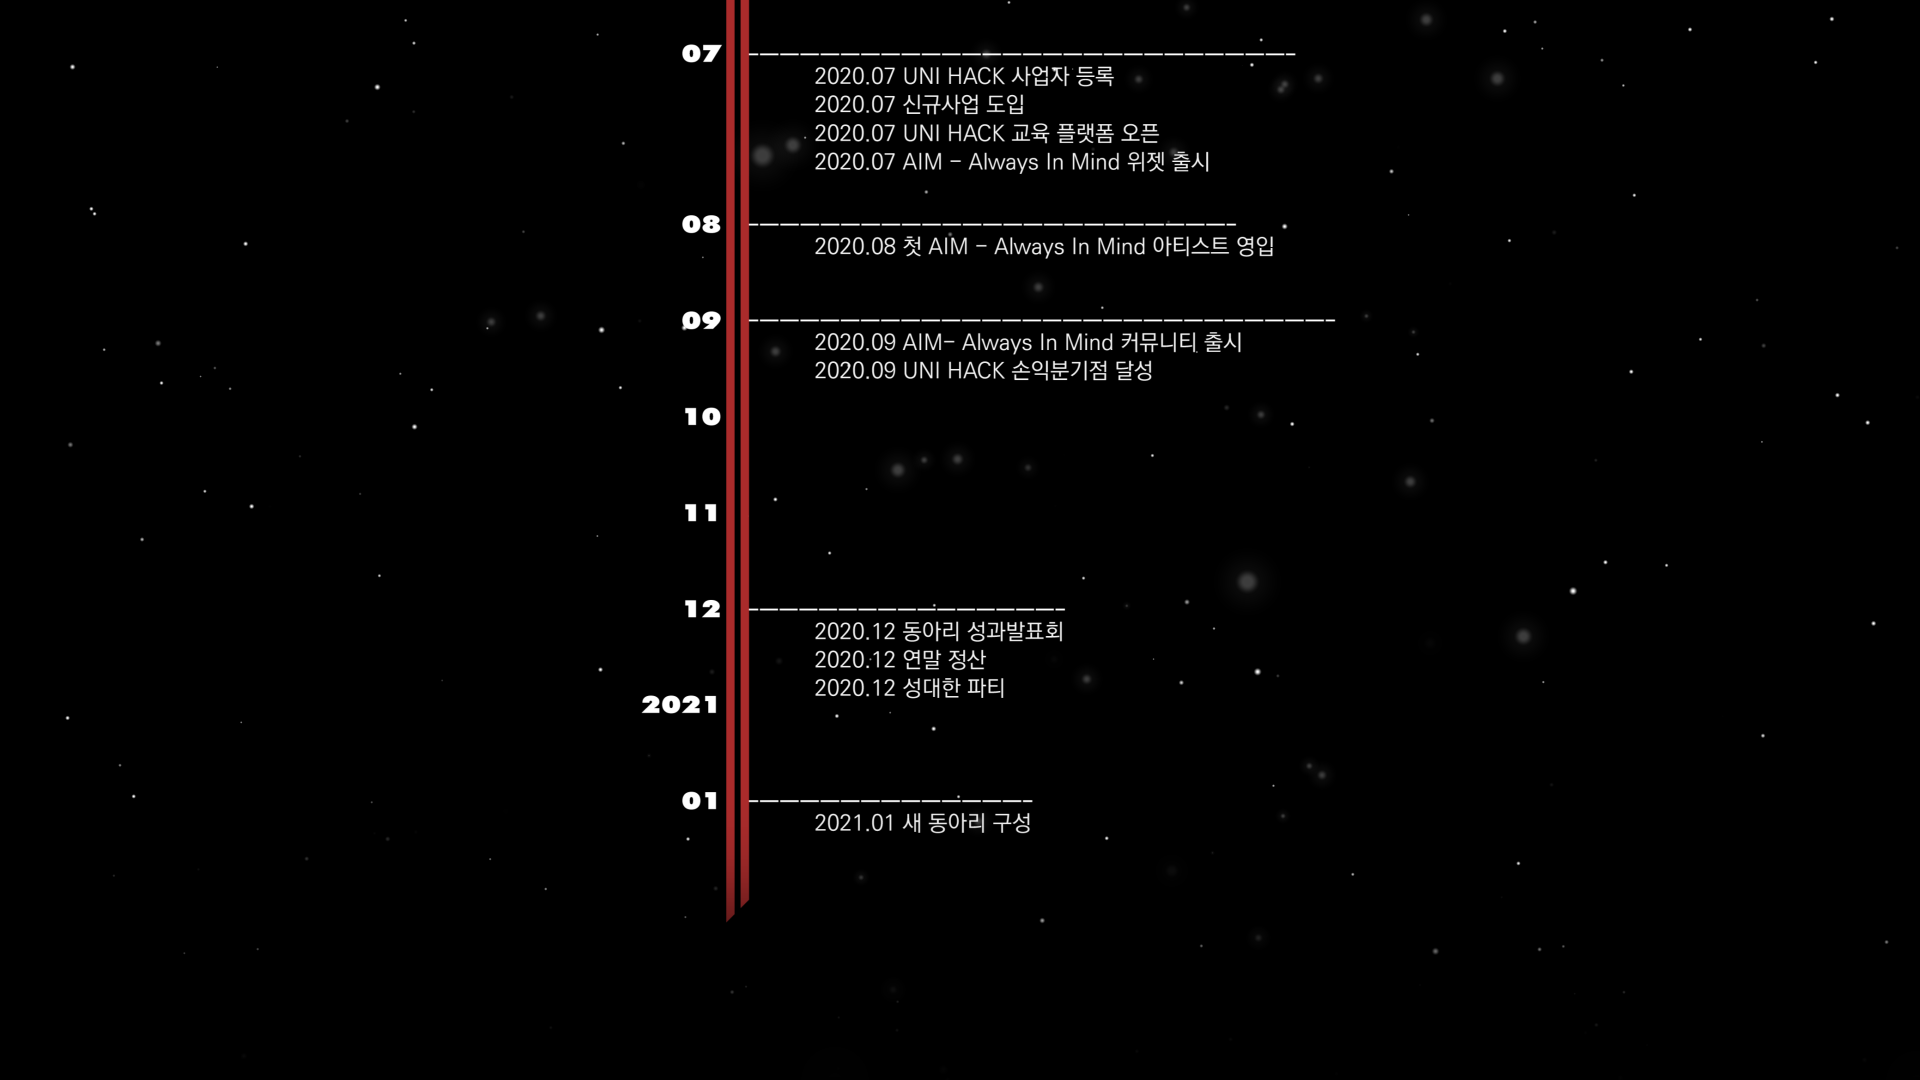 07
2020.07 UNI HACK 사업자 등록
2020.07 신규사업 도입
2020.07 UNI HACK 교육 플랫폼 오픈
2020.07 AIM - Always In Mind 위젯 출시
08
2020.08 첫 AIM - Always In Mind 아티스트 영입
09
2020.09 AIM- Always In Mind 커뮤니티 출시
2020.09 UNI HACK 손익분기점 달성
10
11
12
2020.12 동아리 성과발표회
2020.12 연말 정산
2020.12 성대한 파티
2021
01
2021.01 새 동아리 구성